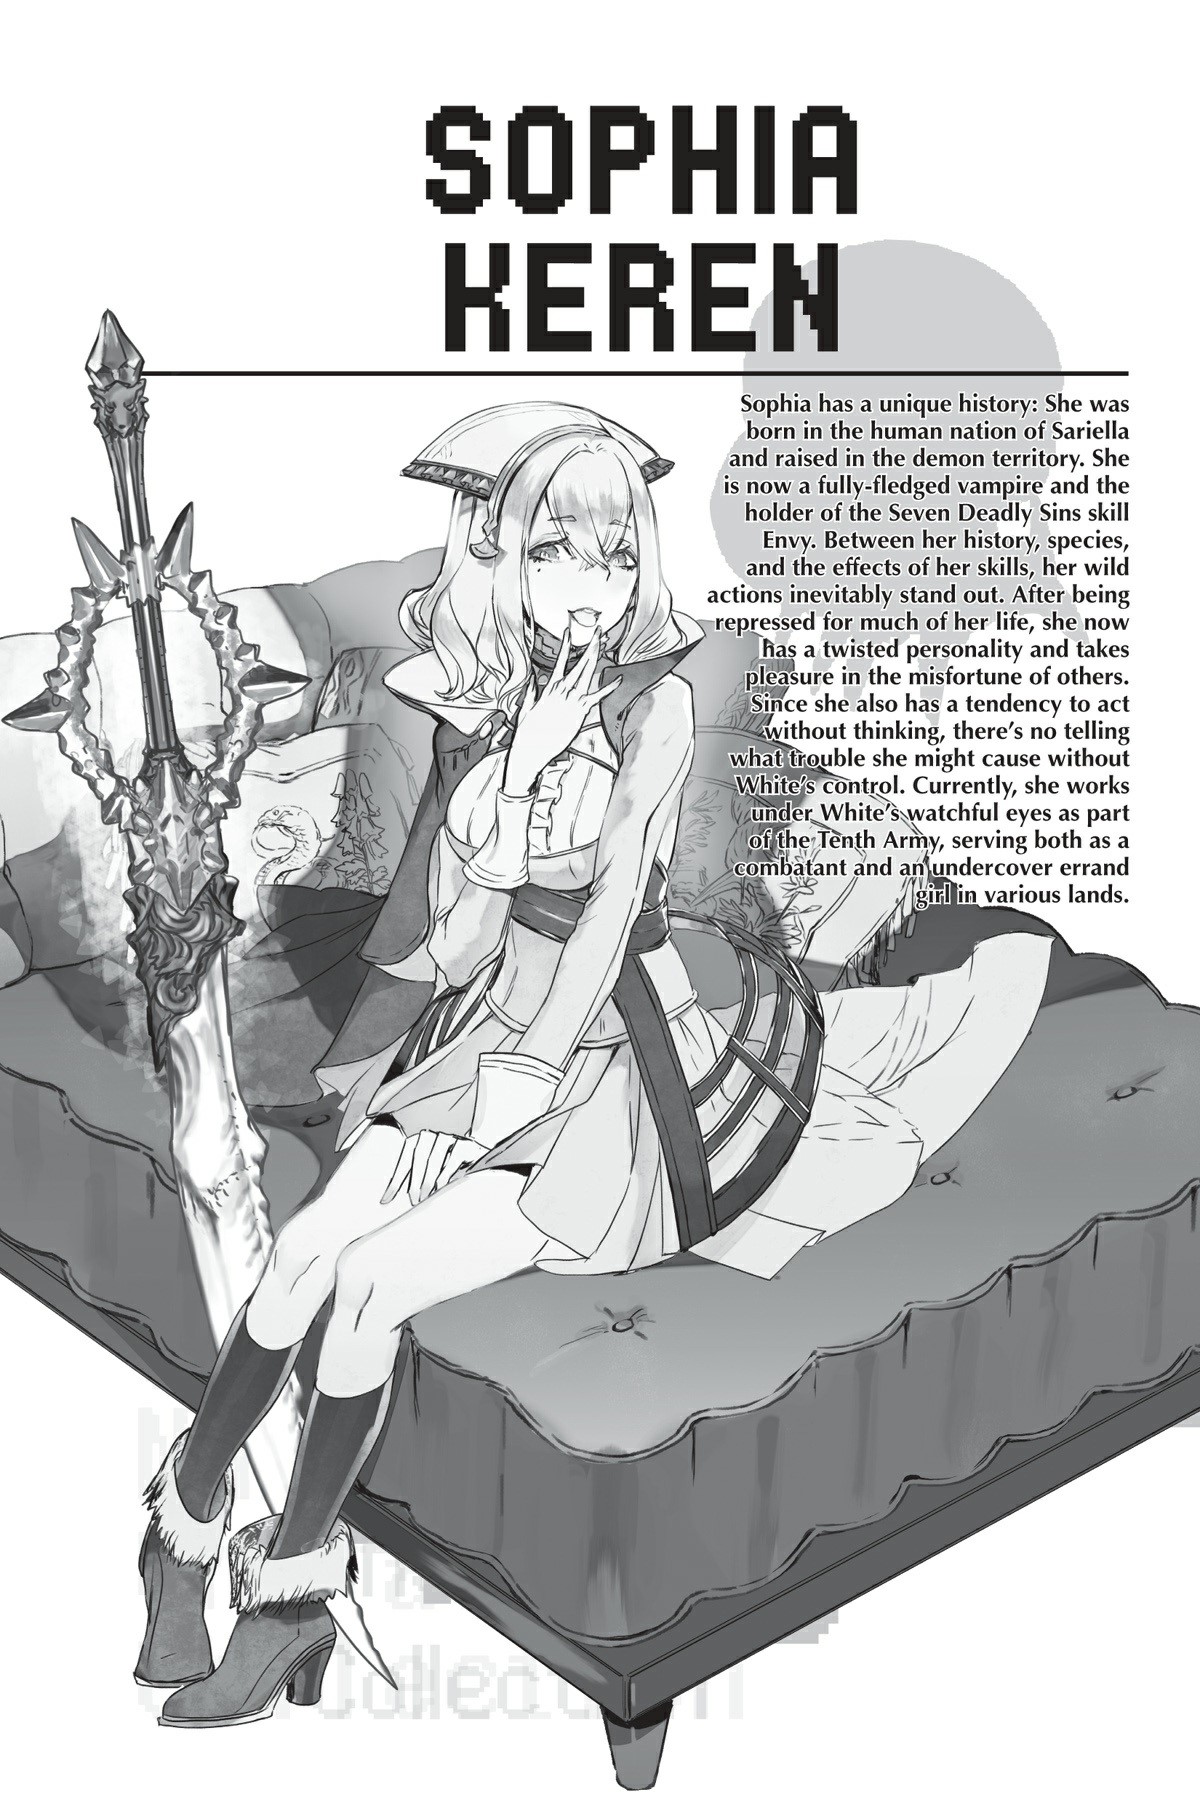 SOPHIA
KEREN
Sophia has a unique history: She was
born in the human nation of Sariella
and raised in the demon territory. She
is now a fully-fledged vampire and the
holder of the Seven Deadly Sins skill
Envy. Between her history, species,
and the effects of her skills, her wild
actions inevitably stand out. After being
repressed for much of her life, she now
has a twisted personality and takes
pleasure in the misfortune of others.
Since she also has a tendency to act
without thinking, there's no telling
what trouble she might cause without
White's control. Currently, she works
under White's watchful eyes as part
of the Tenth Army, serving both as a
combatant and an undercover errand
girl in various lands.